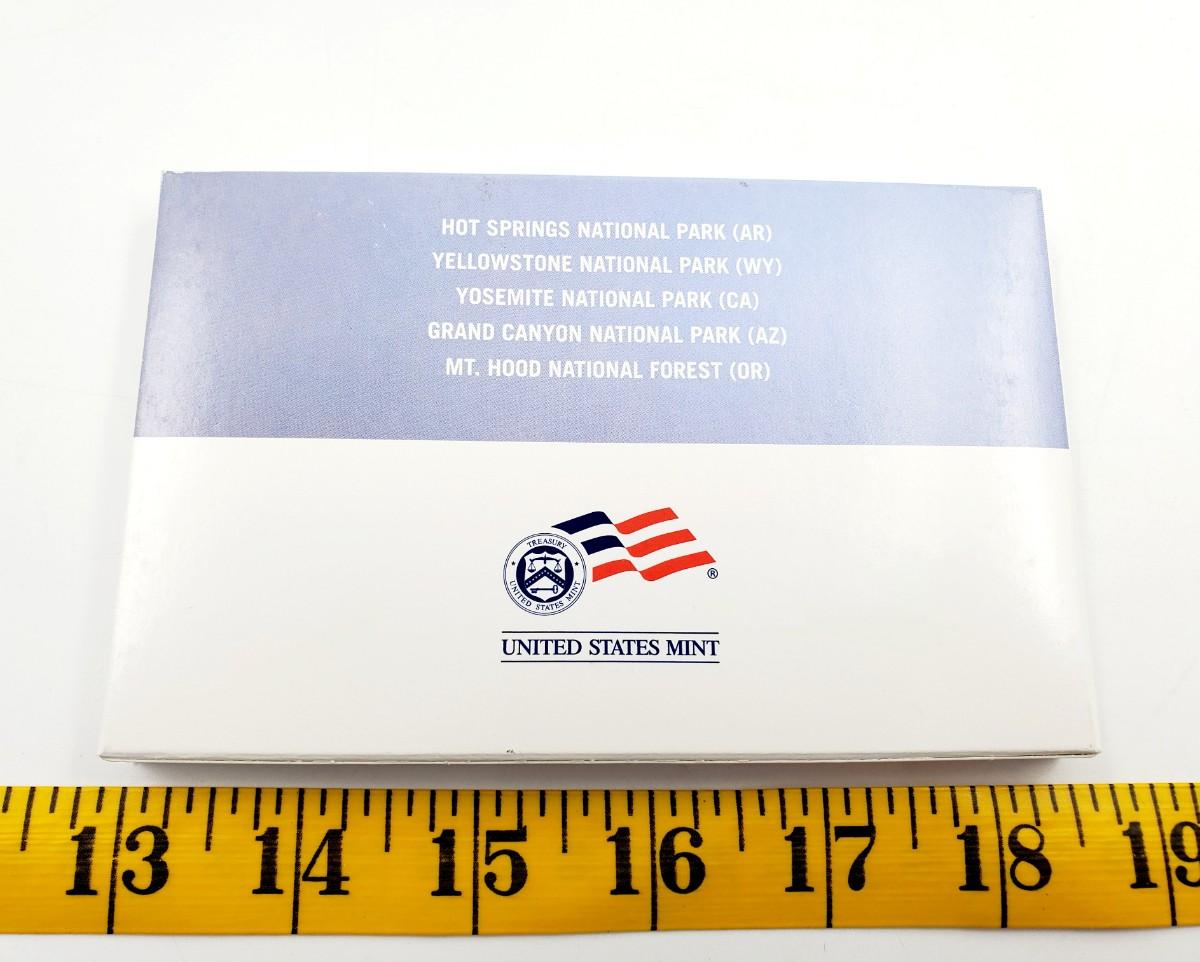 HOT SPRINGS NATIONAL PARK (AR)
YELLOWSTONE NATIONAL PARK (WY)
YOSEMITE NATIONAL PARK (CA)
GRAND CANYON NATIONAL PARK (AZ)
MT. HOOD NATIONAL FOREST (OR)
TREASURY
UNITED STATES MINT
®
UNITED STATES MINT
13 14 15 16 17 18 19